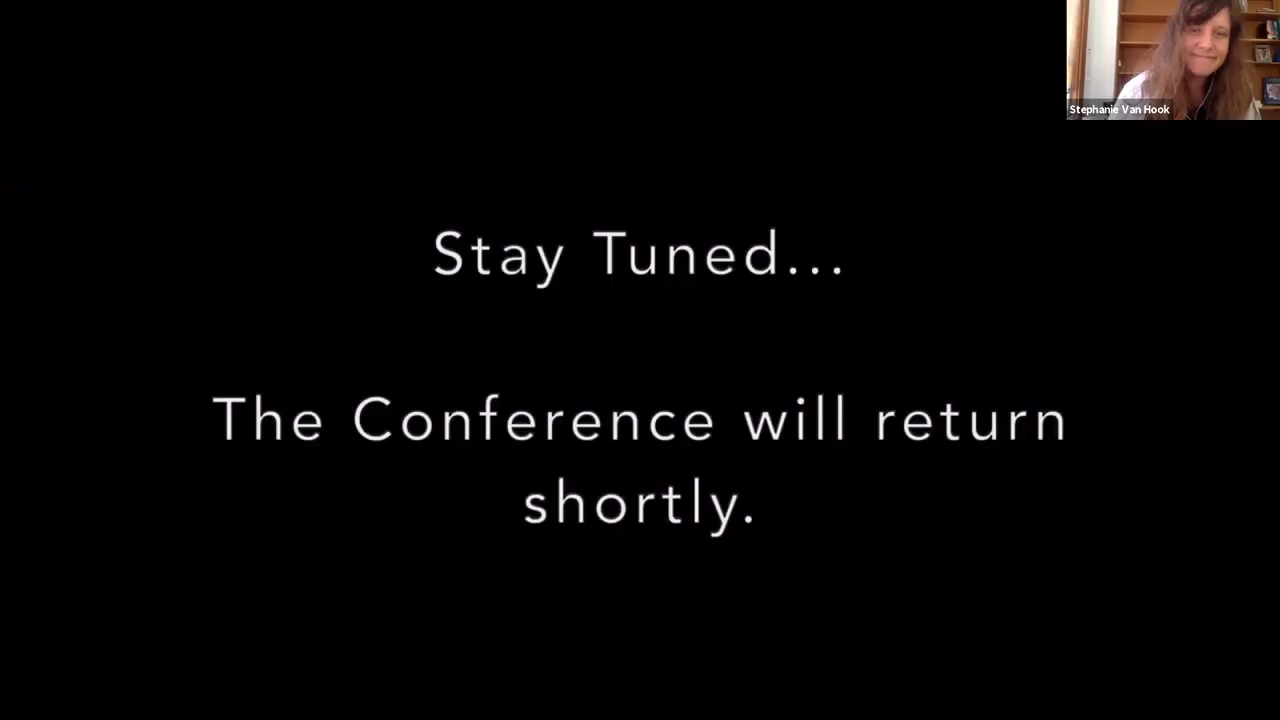 Stephanie Van Hook
Stay Tuned...
The Conference will return
shortly.